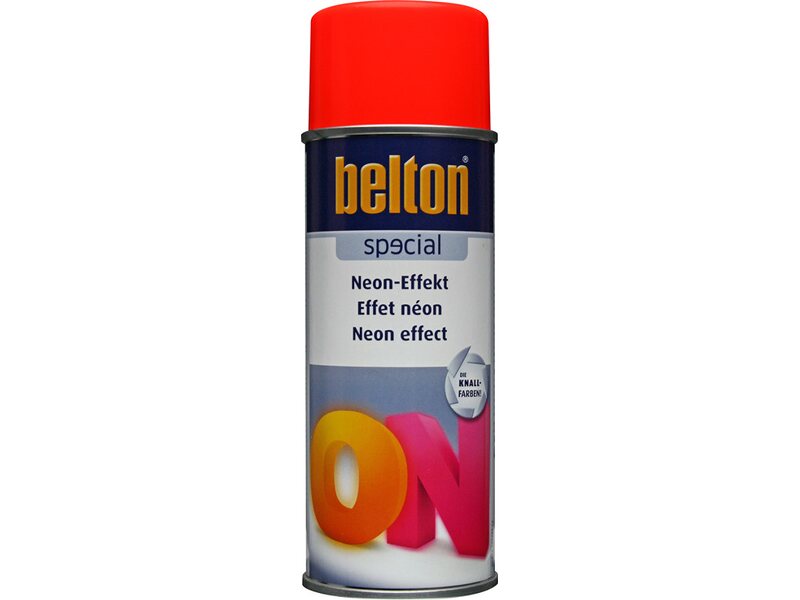 belton®
special
Neon-Effekt
Effet néon
Neon effect
DIE
KNALL-
FARBEN!
ON